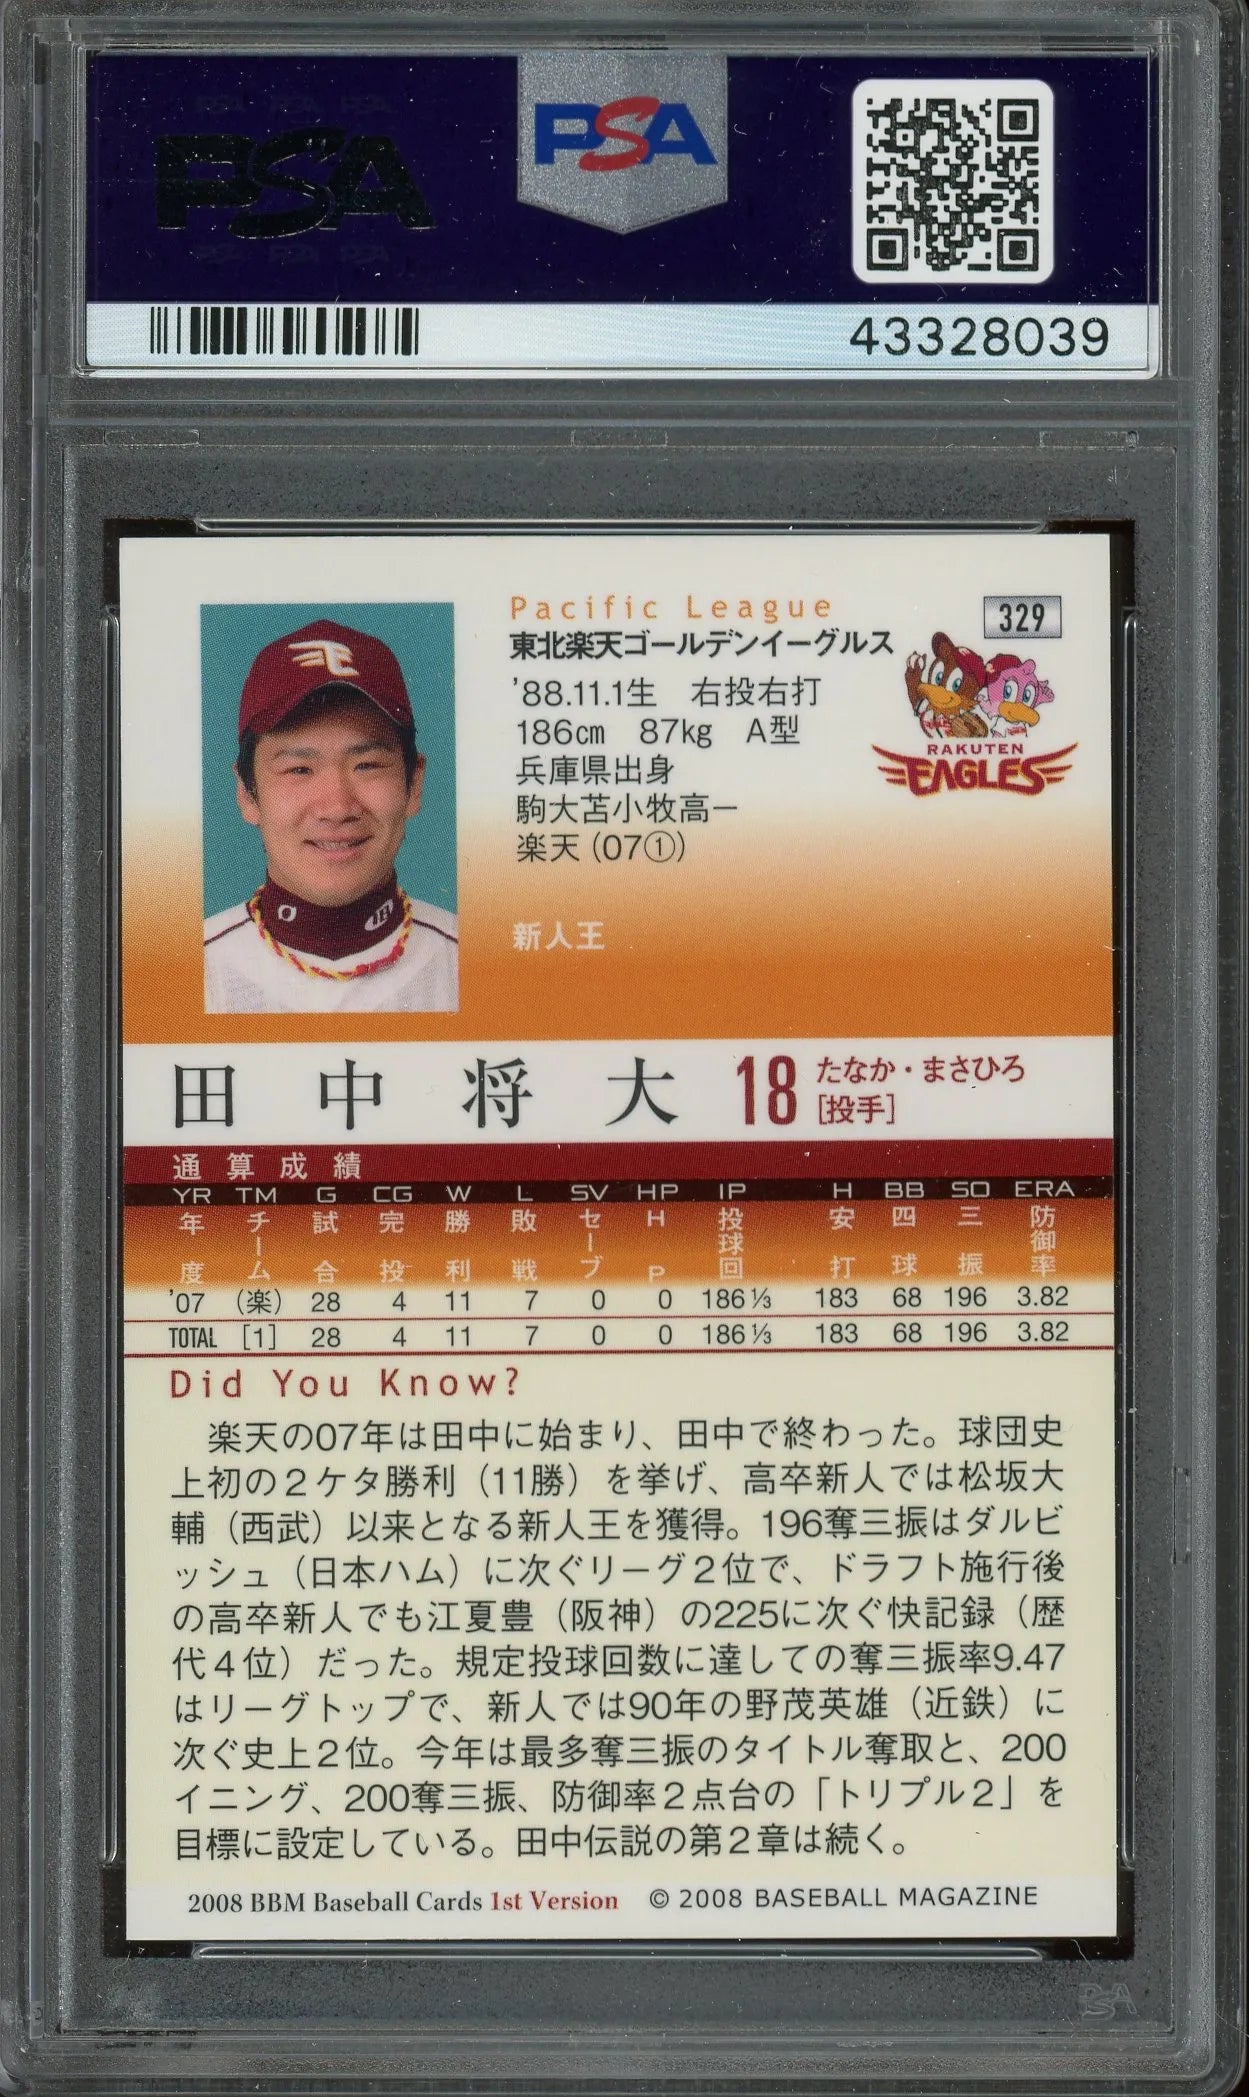 PSA
PSA
43328039
Pacific League
329
東北楽天ゴールデンイーグルス
'88.11.1生 右投右打
186cm 87kg A型
兵庫県出身
駒大苫小牧高ー
楽天(07①)
RAKUTEN
EAGLES
新人王
田中将大 18 たなか・まさひろ
[投手]
通算成績
YR TM G CG W L SV HP IP H BB SO ERA
年度 チーム 試合 完投 勝利 敗戦 セーブ HP 投球回 安打 四球 三振 防御率
'07 (楽) 28 4 11 7 0 0 186⅓ 183 68 196 3.82
TOTAL [1] 28 4 11 7 0 0 186⅓ 183 68 196 3.82
Did You Know?
楽天の07年は田中に始まり、田中で終わった。球団史
上初の2ケタ勝利(11勝)を挙げ、高卒新人では松坂大
輔(西武)以来となる新人王を獲得。196奪三振はダルビ
ッシュ(日本ハム)に次ぐリーグ2位で、ドラフト施行後
の高卒新人でも江夏豊(阪神)の225に次ぐ快記録(歴
代4位)だった。規定投球回数に達しての奪三振率9.47
はリーグトップで、新人では90年の野茂英雄(近鉄)に
次ぐ史上2位。今年は最多奪三振のタイトル奪取と、200
イニング、200奪三振、防御率2点台の「トリプル2」を
目標に設定している。田中伝説の第2章は続く。
2008 BBM Baseball Cards 1st Version © 2008 BASEBALL MAGAZINE
PSA